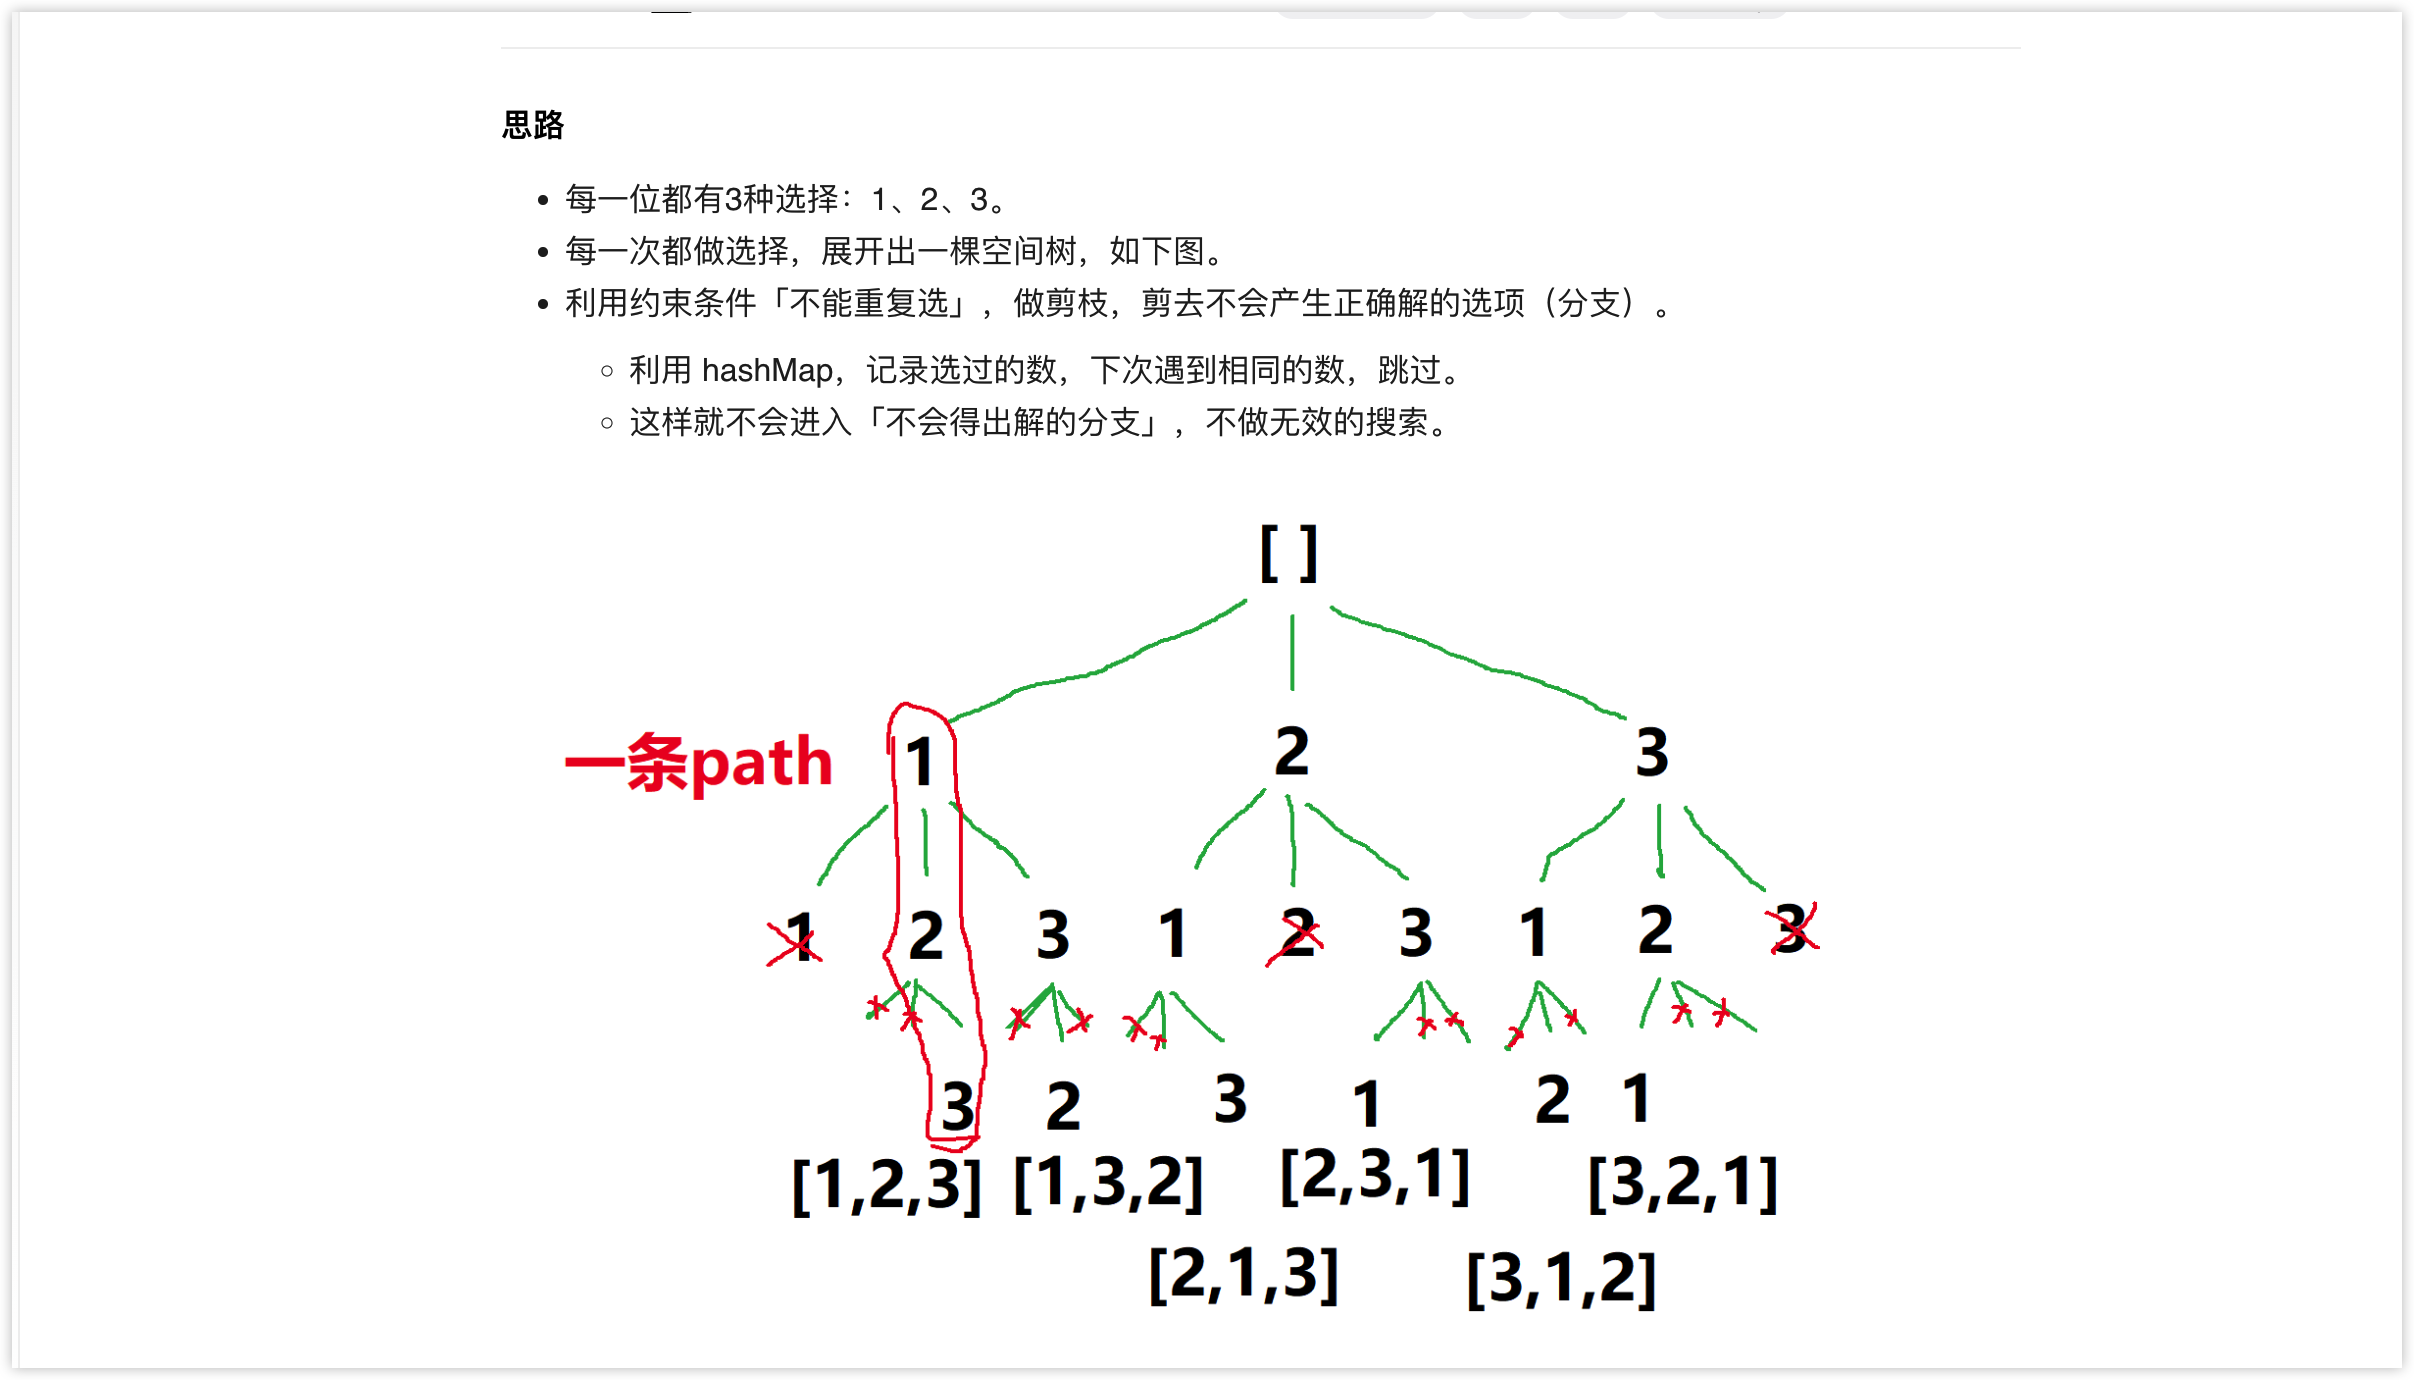 思路
每一位都有3种选择：1、2、3。
每一次都做选择，展开出一棵空间树，如下图。
利用约束条件「不能重复选」，做剪枝，剪去不会产生正确解的选项（分支）。
利用 hashMap，记录选过的数，下次遇到相同的数，跳过。
这样就不会进入「不会得出解的分支」，不做无效的搜索。
[ ]
一条path 1 2 3
1 2 3 1 2 3 1 2 3
3 2 3 1 2 1
[1,2,3] [1,3,2] [2,3,1] [3,2,1]
[2,1,3] [3,1,2]